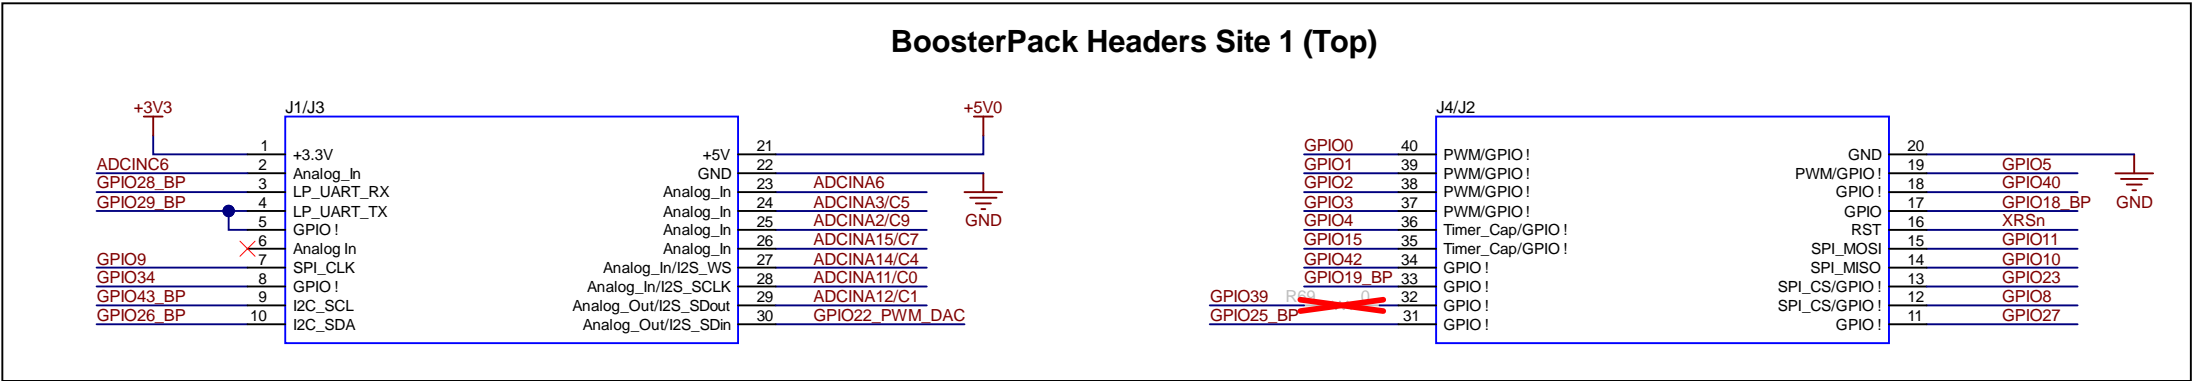 BoosterPack Headers Site 1 (Top)
+3V3 J1/J3 +5V0 J4/J2
1 +3.3V +5V 21 GPIO0 40 PWM/GPIO ! GND 20
ADCINC6 2 Analog_In GND 22 GPIO1 39 PWM/GPIO ! PWM/GPIO ! 19 GPIO5
GPIO28_BP 3 LP_UART_RX Analog_In 23 ADCINA6 GPIO2 38 PWM/GPIO ! GPIO ! 18 GPIO40
GPIO29_BP 4 LP_UART_TX Analog_In 24 ADCINA3/C5 GND GPIO3 37 PWM/GPIO ! GPIO 17 GPIO18_BP GND
5 GPIO ! Analog_In 25 ADCINA2/C9 GPIO4 36 Timer_Cap/GPIO ! RST 16 XRSn
6 Analog In Analog_In 26 ADCINA15/C7 GPIO15 35 Timer_Cap/GPIO ! SPI_MOSI 15 GPIO11
GPIO9 7 SPI_CLK Analog_In/I2S_WS 27 ADCINA14/C4 GPIO42 34 GPIO ! SPI_MISO 14 GPIO10
GPIO34 8 GPIO ! Analog_In/I2S_SCLK 28 ADCINA11/C0 GPIO19_BP 33 GPIO ! SPI_CS/GPIO ! 13 GPIO23
GPIO43_BP 9 I2C_SCL Analog_Out/I2S_SDout 29 ADCINA12/C1 GPIO39 R69 0 32 GPIO ! SPI_CS/GPIO ! 12 GPIO8
GPIO26_BP 10 I2C_SDA Analog_Out/I2S_SDin 30 GPIO22_PWM_DAC GPIO25_BP 31 GPIO ! GPIO ! 11 GPIO27